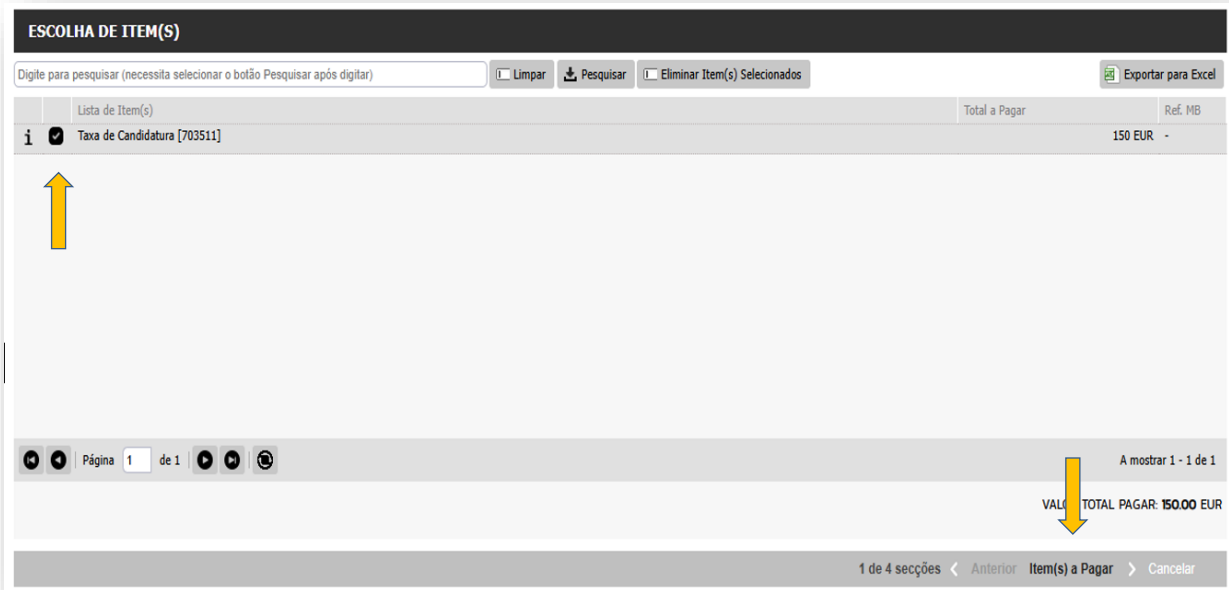 ESCOLHA DE ITEM(S)
Digite para pesquisar (necessita selecionar o botão Pesquisar após digitar) Limpar Pesquisar Eliminar Item(s) Selecionados Exportar para Excel
Lista de Item(s) Total a Pagar Ref. MB
i Taxa de Candidatura [703511] 150 EUR -
Página 1 de 1 A mostrar 1 - 1 de 1
TOTAL PAGAR: 150.00 EUR
1 de 4 secções Anterior Item(s) a Pagar Cancelar